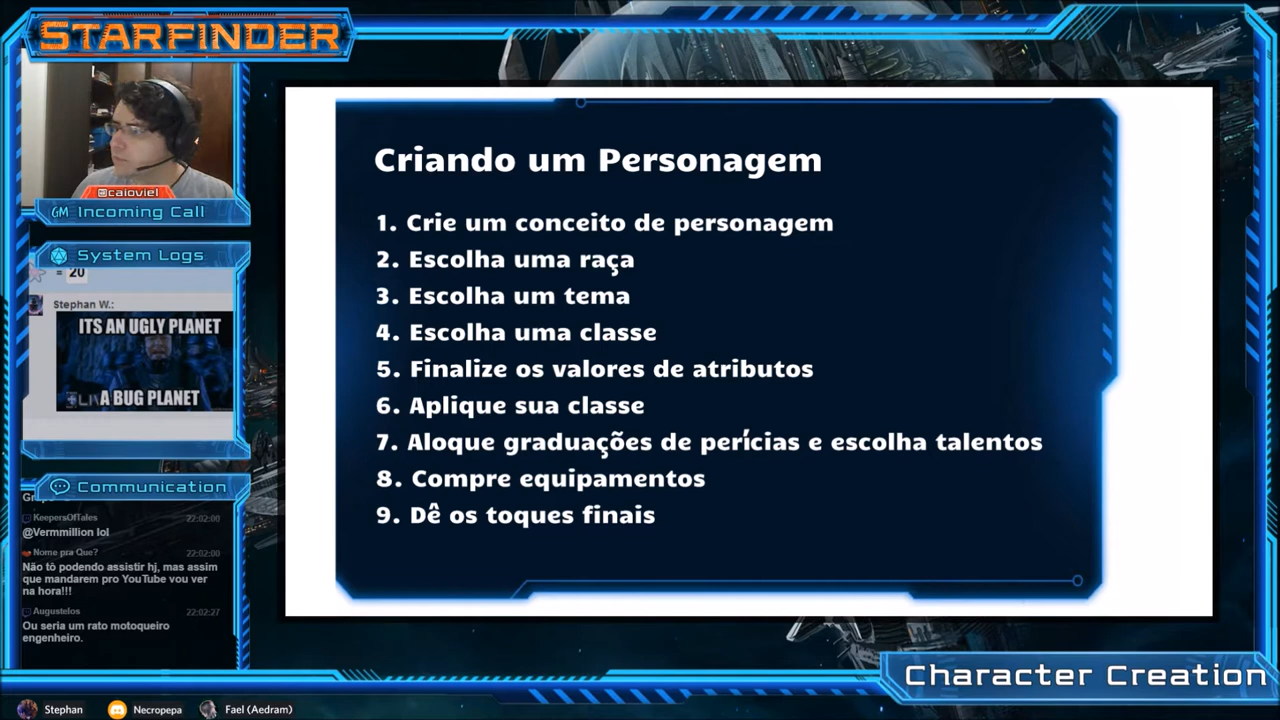 STARFINDER
@caioviel
GM Incoming Call
System Logs
= 20
Stephan W.:
ITS AN UGLY PLANET
A BUG PLANET
Communication
KeepersOfTales 22:02:00
@Vermmillion lol
Nome pra Que? 22:02:00
Não tô podendo assistir hj, mas assim
que mandarem pro YouTube vou ver
na hora!!!
Augustelos 22:02:27
Ou seria um rato motoqueiro
engenheiro.
Criando um Personagem
1. Crie um conceito de personagem
2. Escolha uma raça
3. Escolha um tema
4. Escolha uma classe
5. Finalize os valores de atributos
6. Aplique sua classe
7. Aloque graduações de perícias e escolha talentos
8. Compre equipamentos
9. Dê os toques finais
Character Creation
Stephan
Necropepa
Fael (Aedram)